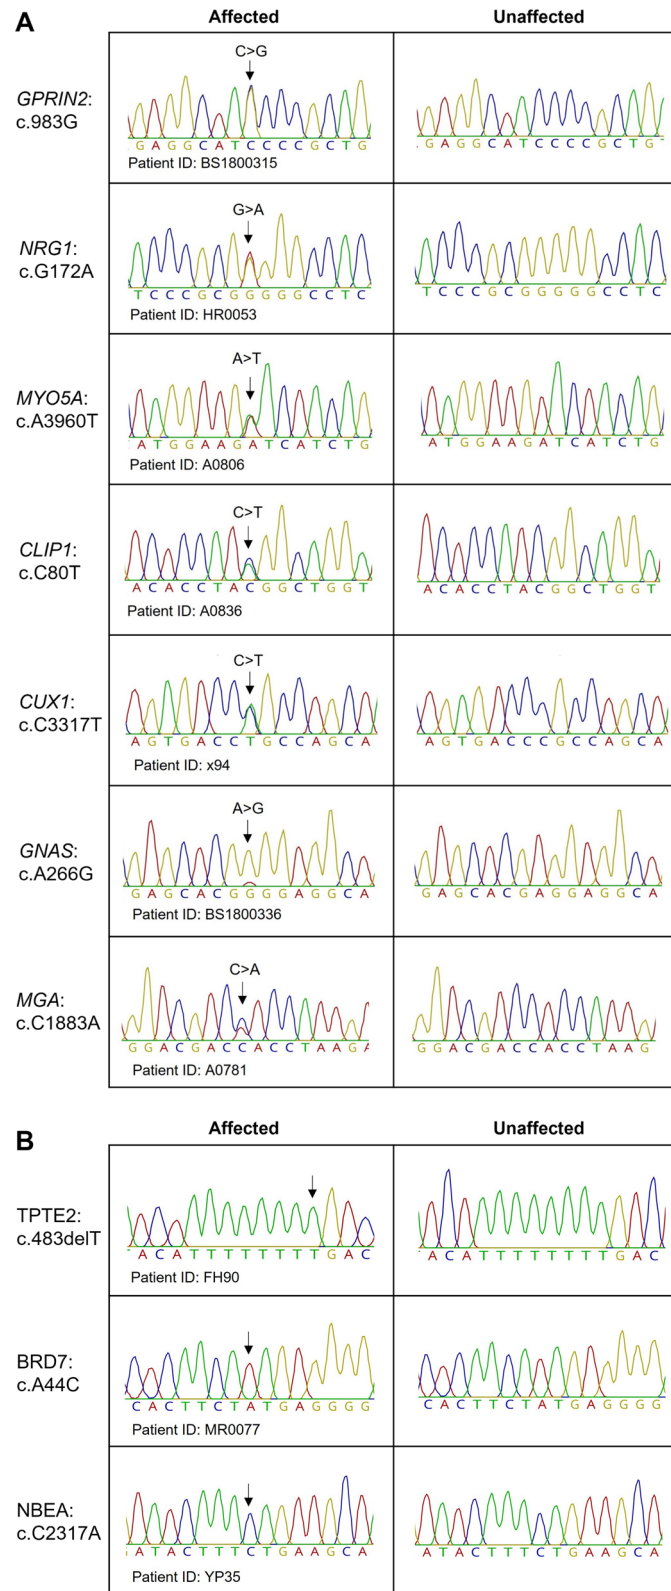 A
Affected
Unaffected
GPRIN2:
c.983G
C>G
GAGGCATCCCCGCTG
Patient ID: BS1800315
GAGGCATCCCCGCTG
NRG1:
c.G172A
G>A
TCCCGCGGGGGCCTC
Patient ID: HR0053
TCCCGCGGGGGCCTC
MYO5A:
c.A3960T
A>T
ATGGAAGATCATCTG
Patient ID: A0806
ATGGAAGATCATCTG
CLIP1:
c.C80T
C>T
ACACCTACGGCTGGT
Patient ID: A0836
ACACCTACGGCTGGT
CUX1:
c.C3317T
C>T
AGTGACCTGCCAGCA
Patient ID: x94
AGTGACCCGCCAGCA
GNAS:
c.A266G
A>G
GAGCACGGGGAGGCA
Patient ID: BS1800336
GAGCACGAGGAGGCA
MGA:
c.C1883A
C>A
GGACGACCACCTAAGA
Patient ID: A0781
GGACGACCACCTAAG
B
Affected
Unaffected
TPTE2:
c.483delT
ACATTTTTTTTGAC
Patient ID: FH90
ACATTTTTTTTGAC
BRD7:
c.A44C
CACTTCTATGAGGGG
Patient ID: MR0077
CACTTCTATGAGGGG
NBEA:
c.C2317A
ATACTTTCTGAAGCA
Patient ID: YP35
ATACTTTCTGAAGCA